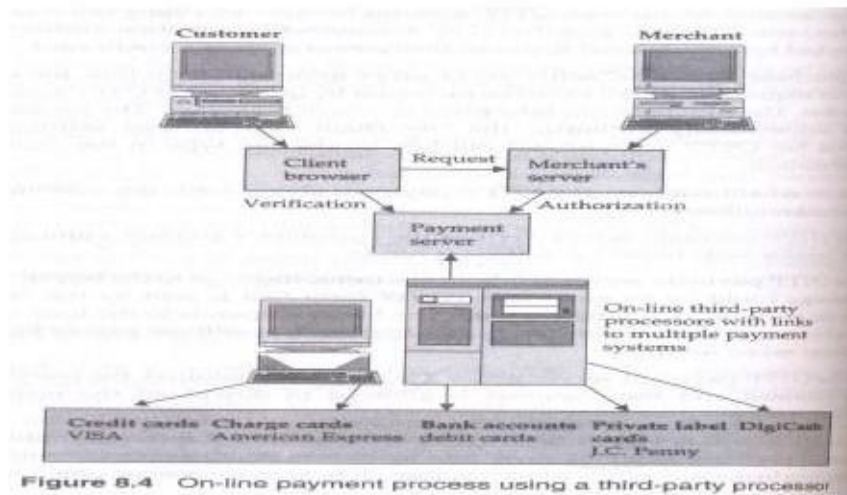 Customer
Merchant
Client
browser
Request
Merchant's
server
Verification
Authorization
Payment
server
On-line third-party
processors with links
to multiple payment
systems
Credit cards
VISA
Charge cards
American Express
Bank accounts
debit cards
Private label
cards
J.C. Penny
DigiCash
Figure 8.4 On-line payment process using a third-party processor